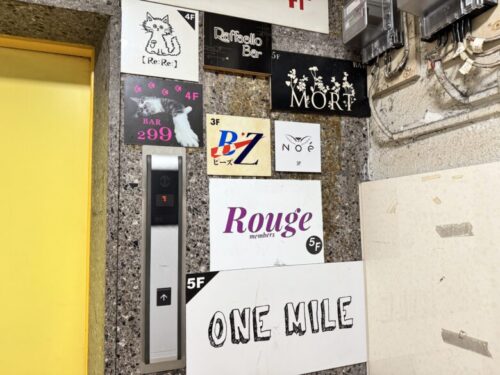 4F
【Re:Re:】
Raffaello
Bar
5F
MORT
4F
BAR
299
3F
B'z
ビーズ
Noé
1
Rouge
members
5F
5F
ONE MILE